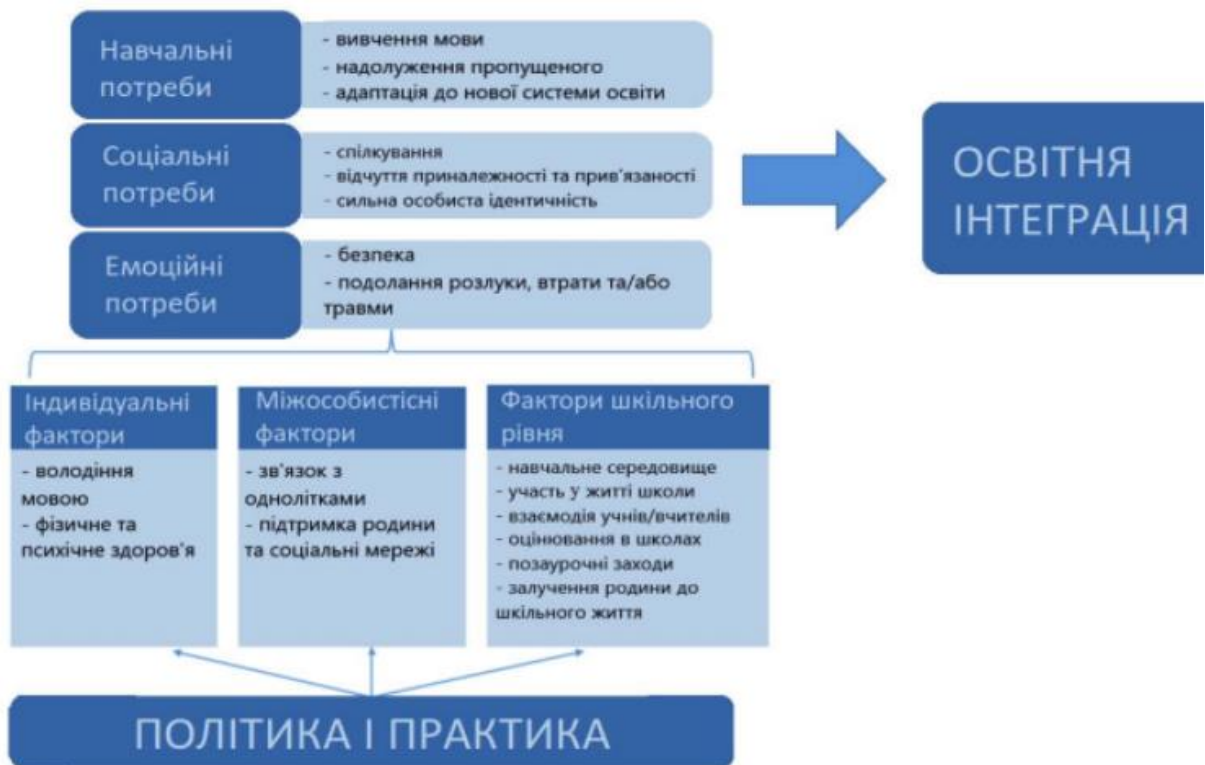 Навчальні
потреби
- вивчення мови
- надолуження пропущеного
- адаптація до нової системи освіти
Соціальні
потреби
- спілкування
- відчуття приналежності та прив'язаності
- сильна особиста ідентичність
Емоційні
потреби
- безпека
- подолання розлуки, втрати та/або
травми
ОСВІТНЯ
ІНТЕГРАЦІЯ
Індивідуальні
фактори
- володіння
мовою
- фізичне та
психічне здоров'я
Міжособистісні
фактори
- зв'язок з
однолітками
- підтримка родини
та соціальні мережі
Фактори шкільного
рівня
- навчальне середовище
- участь у житті школи
- взаємодія учнів/вчителів
- оцінювання в школах
- позаурочні заходи
- залучення родини до
шкільного життя
ПОЛІТИКА І ПРАКТИКА